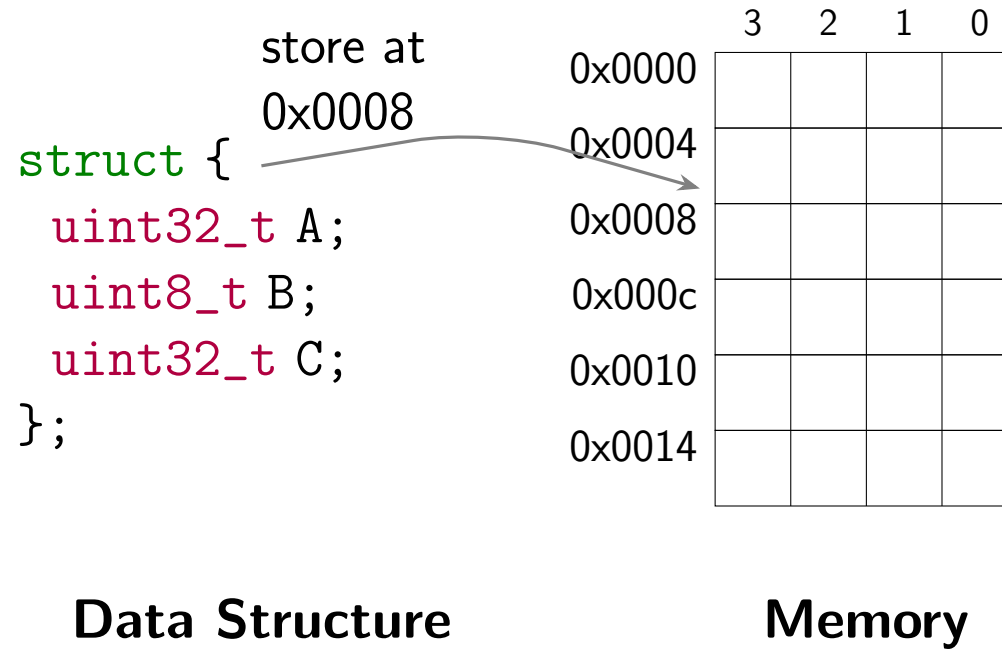 store at
0x0008
struct {
uint32_t A;
uint8_t B;
uint32_t C;
};
3 2 1 0
0x0000
0x0004
0x0008
0x000c
0x0010
0x0014
Data Structure
Memory